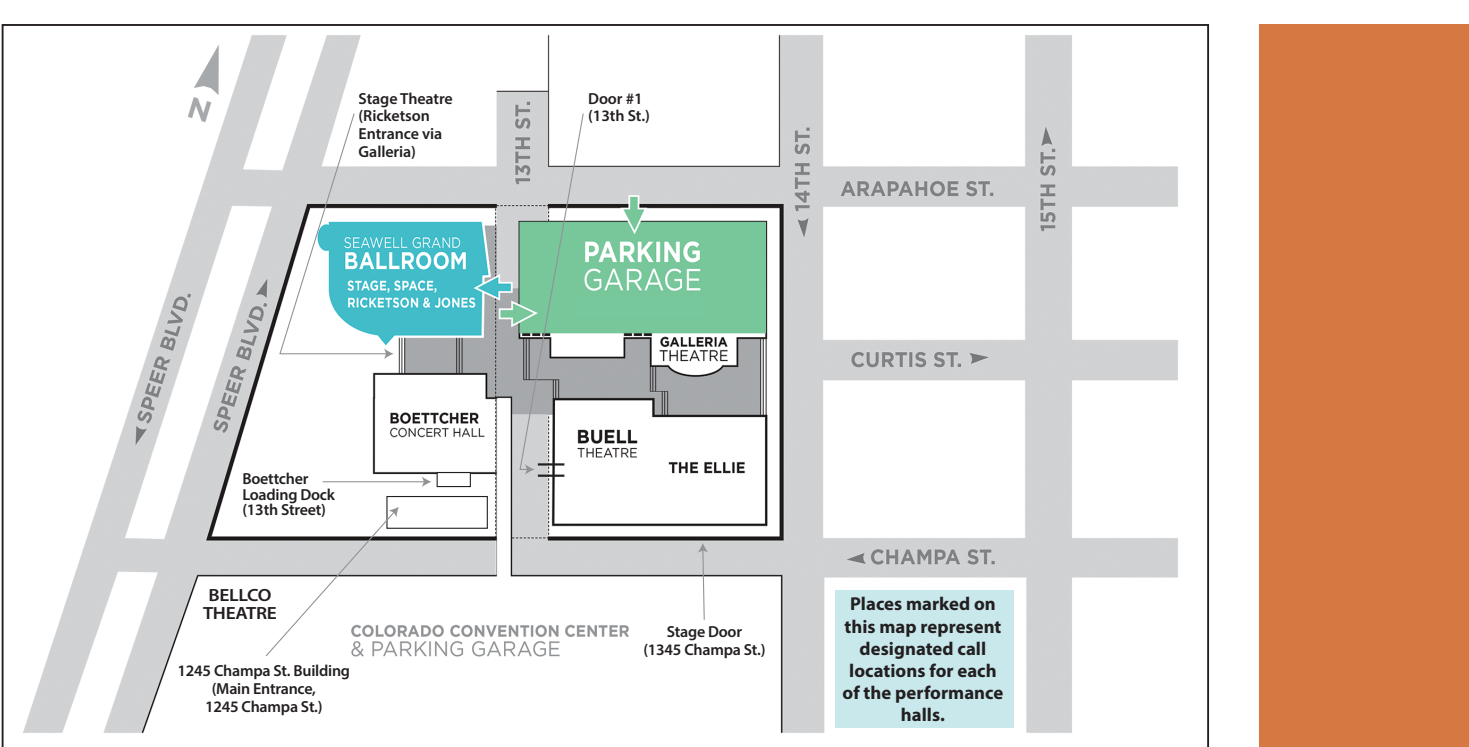 N
Stage Theatre
(Ricketson
Entrance via
Galleria)
13TH ST.
Door #1
(13th St.)
14TH ST.
15TH ST.
ARAPAHOE ST.
SEAWELL GRAND
BALLROOM
STAGE, SPACE,
RICKETSON & JONES
PARKING
GARAGE
SPEER BLVD.
SPEER BLVD.
GALLERIA
THEATRE
CURTIS ST.
BOETTCHER
CONCERT HALL
BUELL
THEATRE
THE ELLIE
Boettcher
Loading Dock
(13th Street)
CHAMPA ST.
BELLCO
THEATRE
COLORADO CONVENTION CENTER
& PARKING GARAGE
Stage Door
(1345 Champa St.)
1245 Champa St. Building
(Main Entrance,
1245 Champa St.)
Places marked on
this map represent
designated call
locations for each
of the performance
halls.